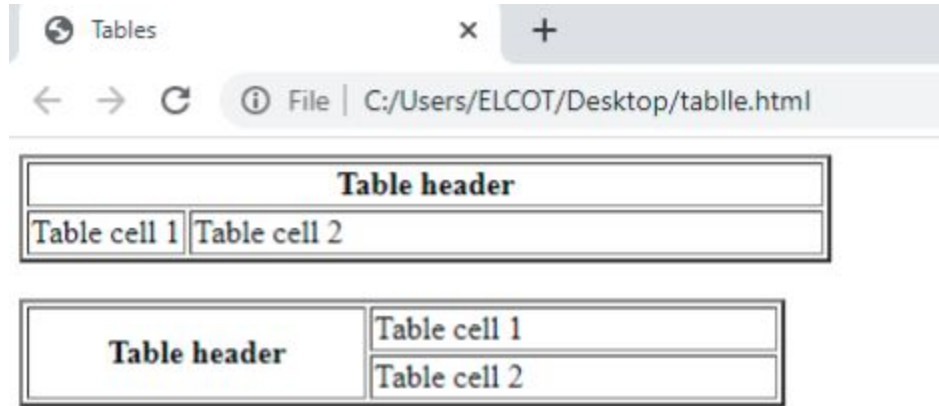 Tables
File | C:/Users/ELCOT/Desktop/tablle.html
Table header
Table cell 1 Table cell 2
Table header
Table cell 1
Table cell 2